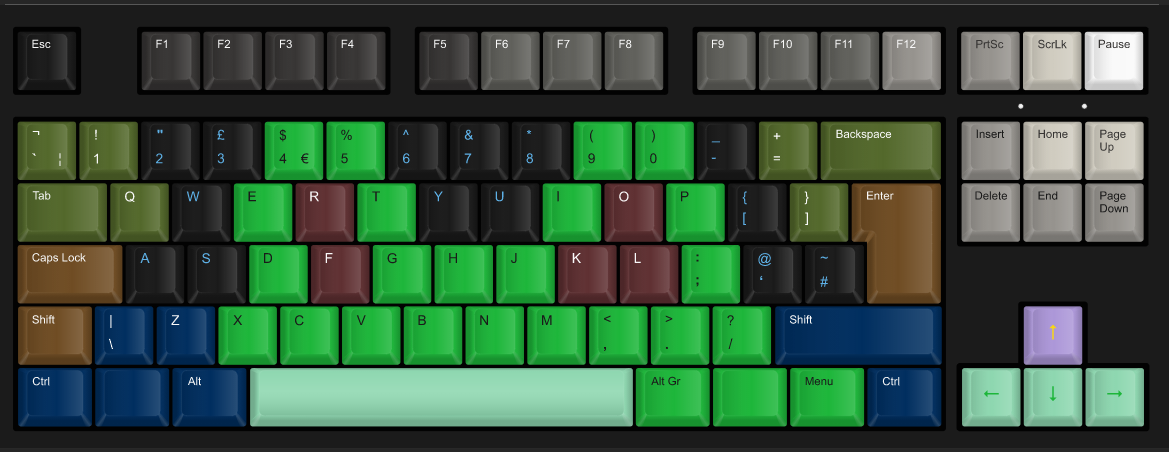 Esc F1 F2 F3 F4 F5 F6 F7 F8 F9 F10 F11 F12 PrtSc ScrLk Pause
¬ ! " £ $ % ^ & * ( ) _ + Backspace Insert Home Page Up
` ¦ 1 2 3 4 € 5 6 7 8 9 0 - =
Tab Q W E R T Y U I O P { } Enter Delete End Page Down
[ ]
Caps Lock A S D F G H J K L : @ ~
; ‘ #
Shift | Z X C V B N M < > ? Shift ↑
\ , . /
Ctrl Alt Alt Gr Menu Ctrl ← ↓ →